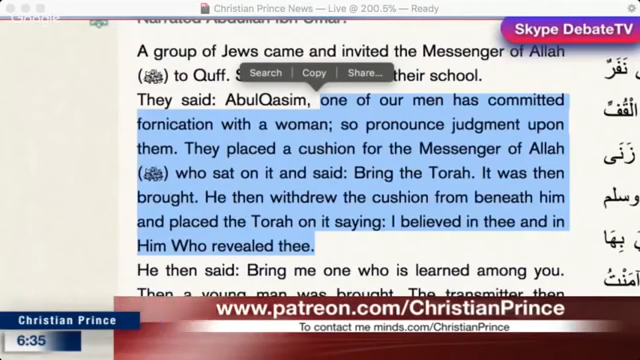 Christian Prince News — Live @ 200.5% — Ready
Google
Narrated Abdullah Ibn Umar:
Skype DebateTV
A group of Jews came and invited the Messenger of Allah
(ﷺ) to Quff. their school.
Search Copy Share...
They said: AbulQasim, one of our men has committed
fornication with a woman; so pronounce judgment upon
them. They placed a cushion for the Messenger of Allah
(ﷺ) who sat on it and said: Bring the Torah. It was then
brought. He then withdrew the cushion from beneath him
and placed the Torah on it saying: I believed in thee and in
Him Who revealed thee.
He then said: Bring me one who is learned among you.
Then a young man was brought. The transmitter then
نَفَرٌ
الْقُفِّ
زَنَى
وسلم
بِهَا
آمَنْتُ
www.patreon.com/ChristianPrince
Christian Prince
To contact me minds.com/ChristianPrince
6:35